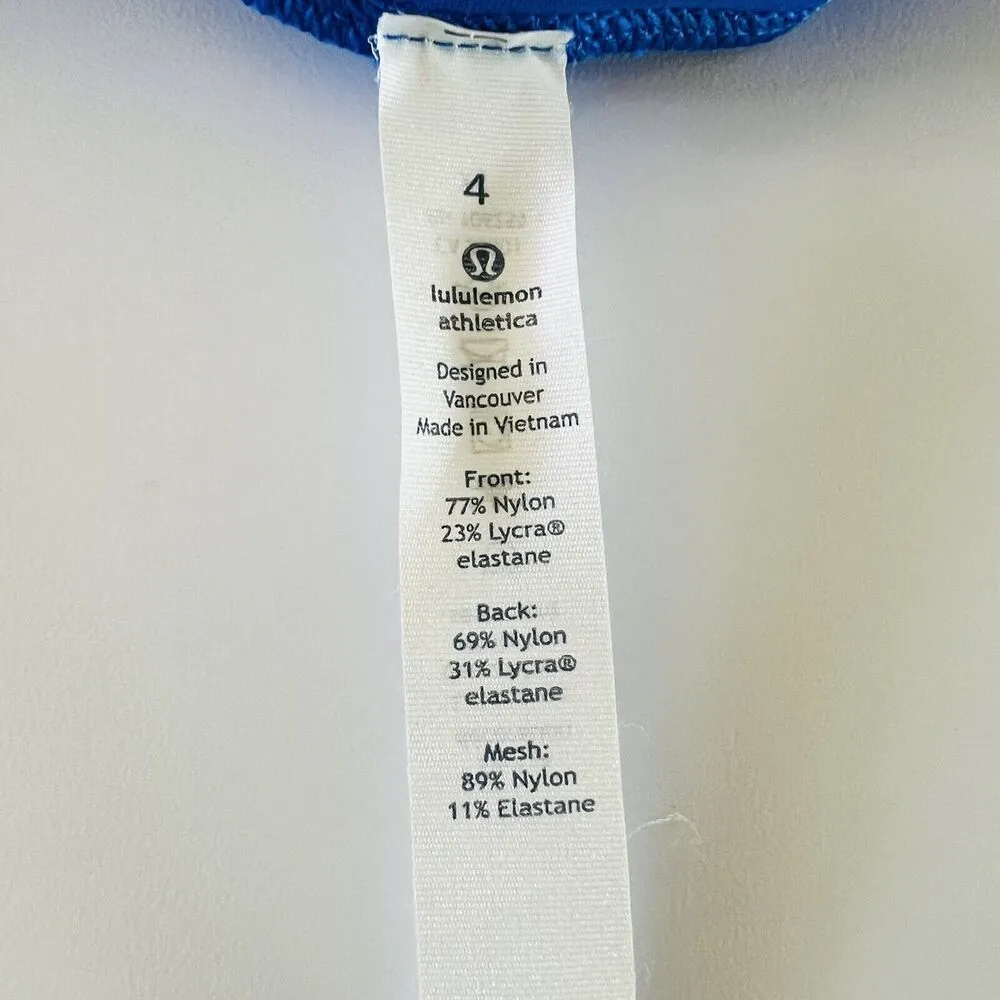 4
lululemon
athletica
Designed in
Vancouver
Made in Vietnam
Front:
77% Nylon
23% Lycra®
elastane
Back:
69% Nylon
31% Lycra®
elastane
Mesh:
89% Nylon
11% Elastane